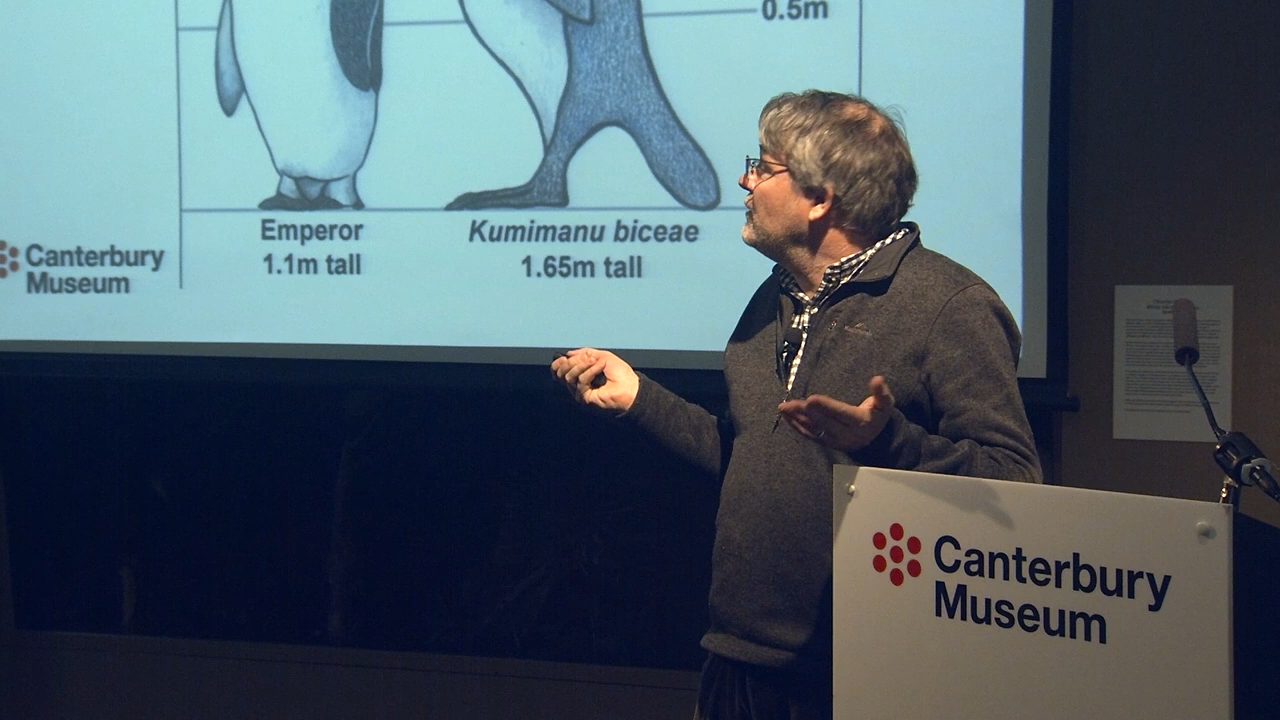 0.5m
Emperor
1.1m tall
Kumimanu biceae
1.65m tall
Canterbury
Museum
Canterbury
Museum